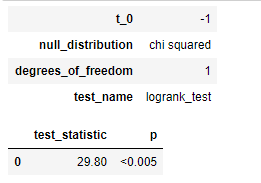 t_0 -1
null_distribution chi squared
degrees_of_freedom 1
test_name logrank_test
test_statistic p
0 29.80 <0.005